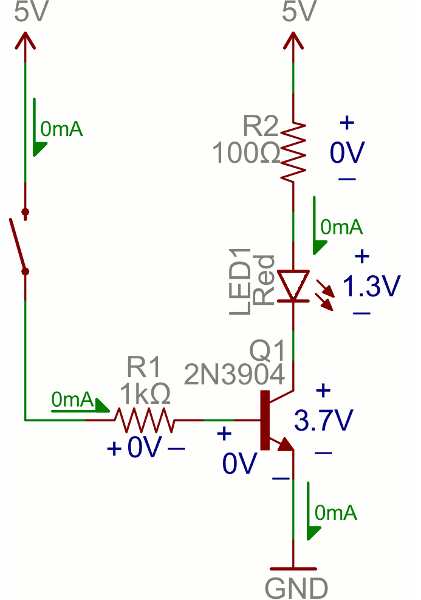 5V
5V
0mA
R2
100Ω
+
0V
–
0mA
LED1
Red
+
1.3V
–
Q1
2N3904
R1
1kΩ
0mA
+ 0V –
+
0V
–
+
3.7V
–
0mA
GND